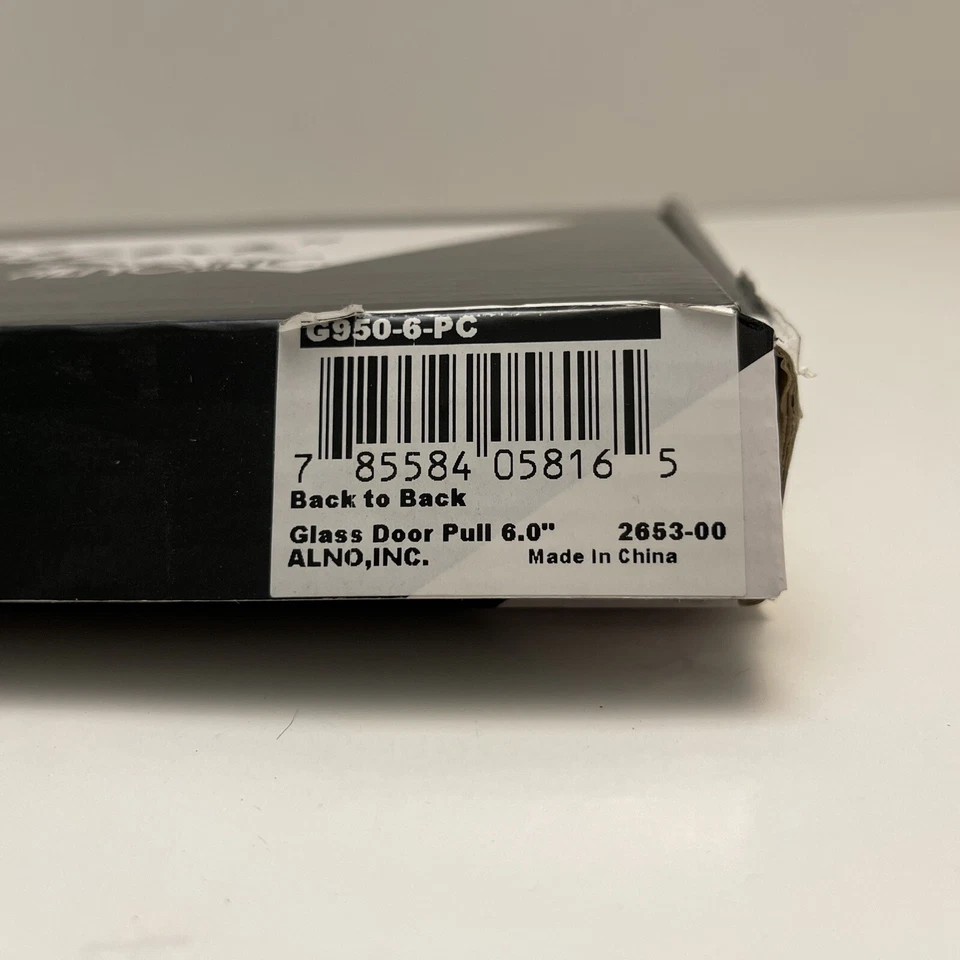 G950-6-PC
7 85584 05816 5
Back to Back
Glass Door Pull 6.0" 2653-00
ALNO,INC. Made In China